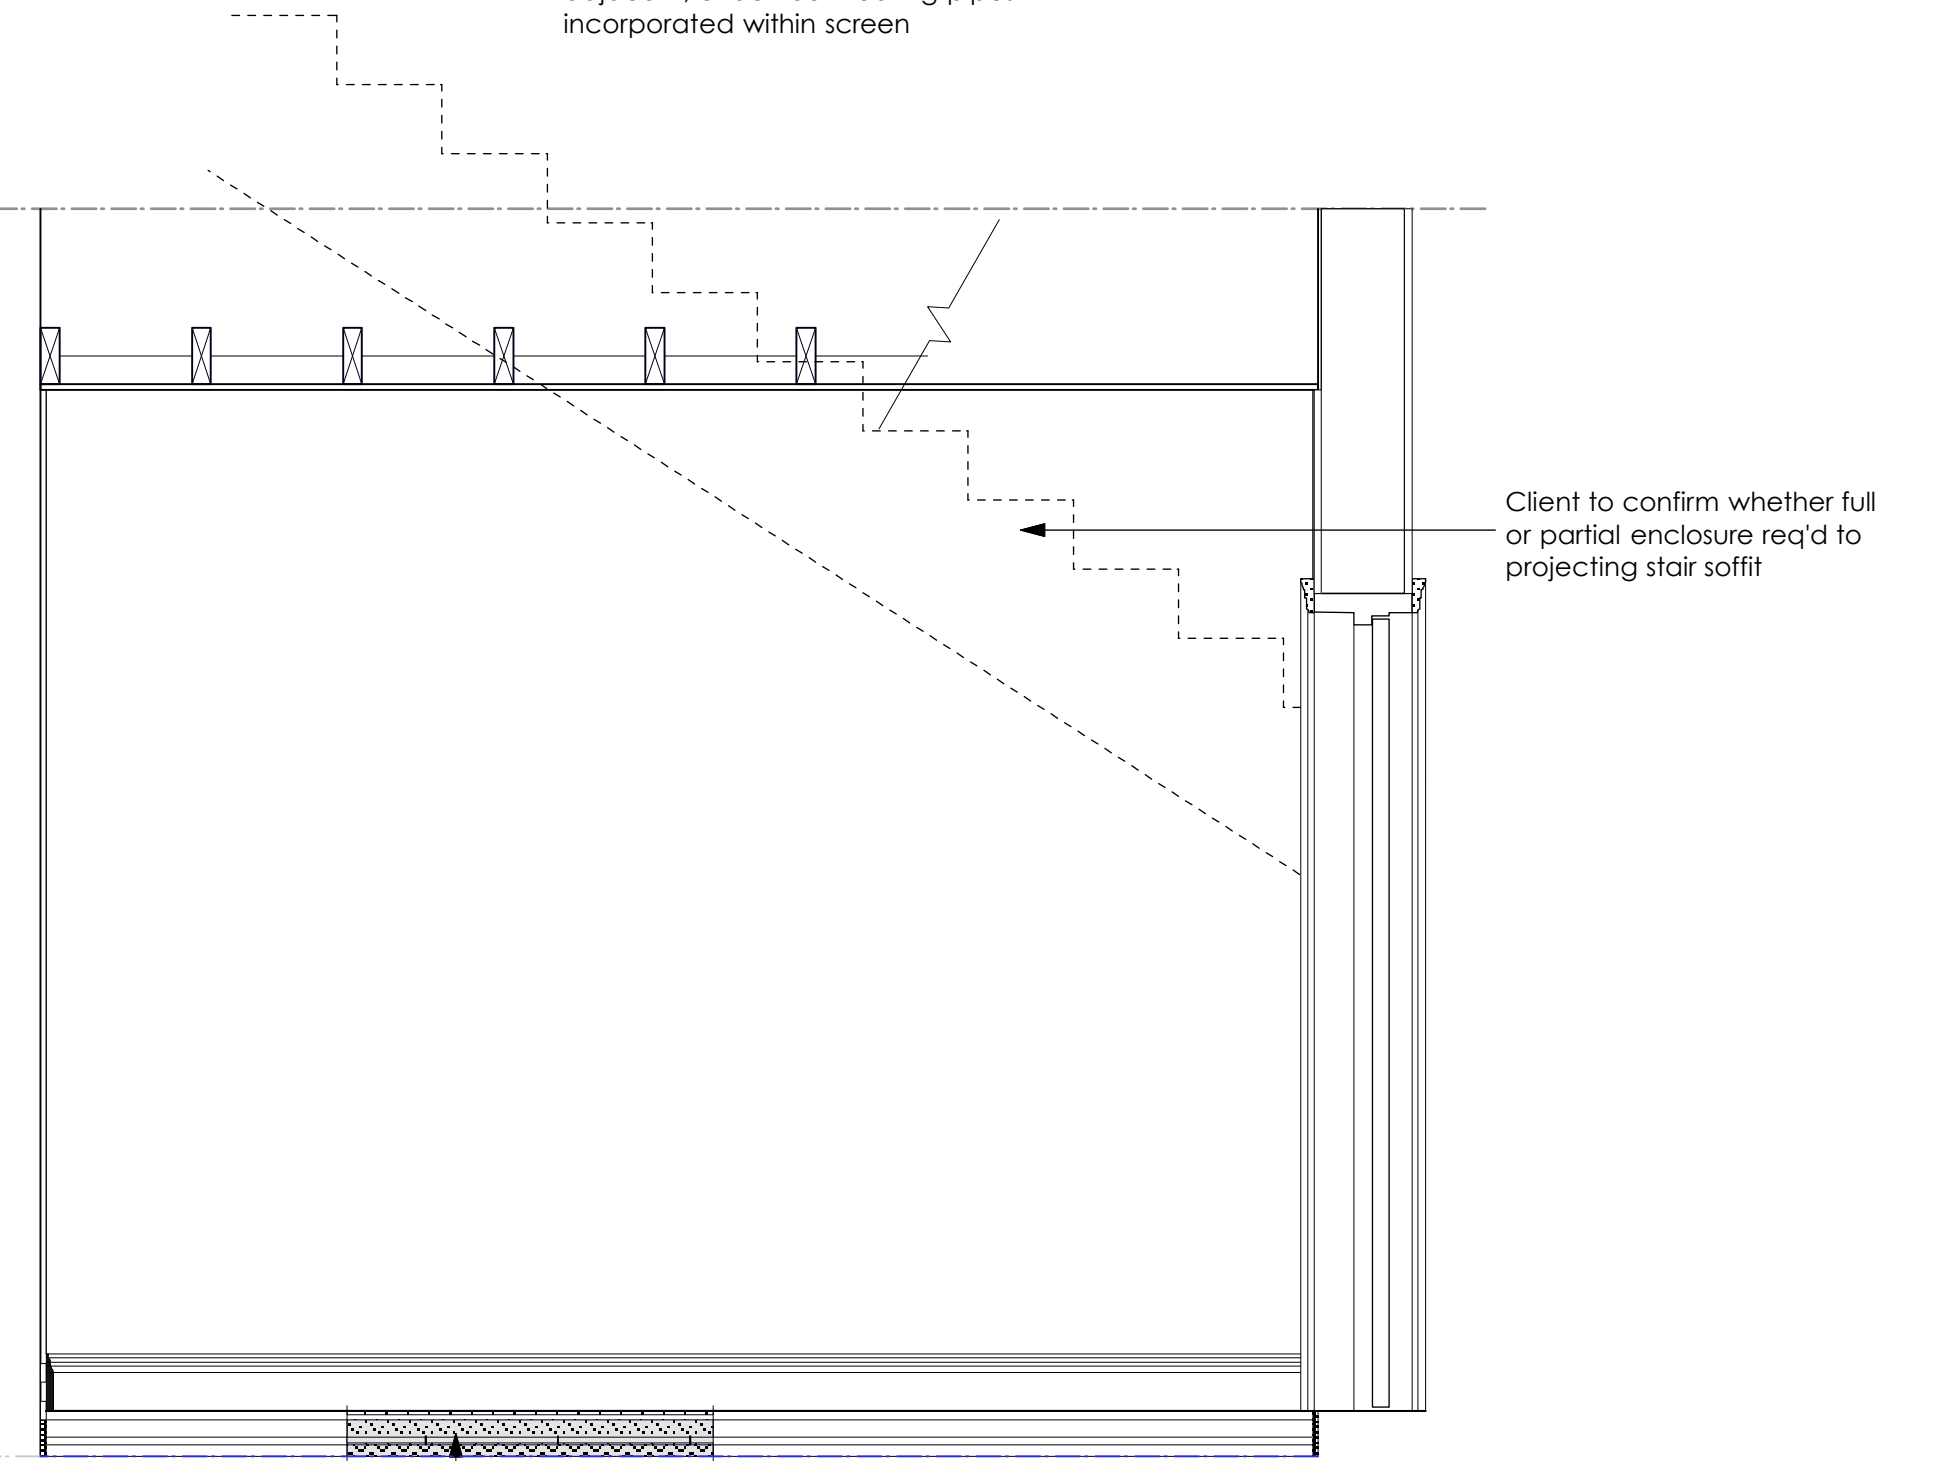 incorporated within screen
Client to confirm whether full
or partial enclosure req'd to
projecting stair soffit